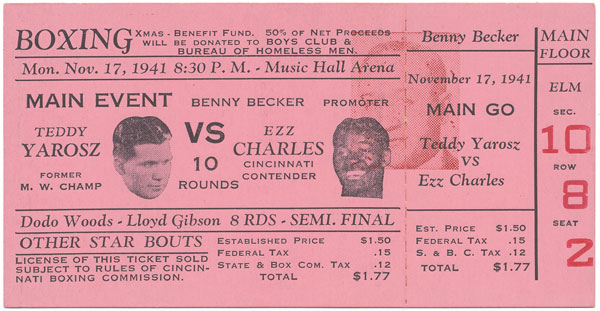 BOXING
XMAS - BENEFIT FUND. 50% OF NET PROCEEDS
WILL BE DONATED TO BOYS CLUB &
BUREAU OF HOMELESS MEN.
Mon. Nov. 17, 1941 8:30 P. M. - Music Hall Arena
MAIN EVENT
BENNY BECKER PROMOTER
TEDDY
YAROSZ
FORMER
M. W. CHAMP
VS
10
ROUNDS
EZZ
CHARLES
CINCINNATI
CONTENDER
Dodo Woods - Lloyd Gibson 8 RDS - SEMI. FINAL
OTHER STAR BOUTS
LICENSE OF THIS TICKET SOLD
SUBJECT TO RULES OF CINCIN-
NATI BOXING COMMISSION.
ESTABLISHED PRICE $1.50
FEDERAL TAX .15
STATE & BOX COM. TAX .12
TOTAL $1.77
Benny Becker
November 17, 1941
MAIN GO
Teddy Yarosz
VS
Ezz Charles
EST. PRICE $1.50
FEDERAL TAX .15
S. & B. C. TAX .12
TOTAL $1.77
MAIN
FLOOR
ELM
SEC.
10
ROW
8
SEAT
2